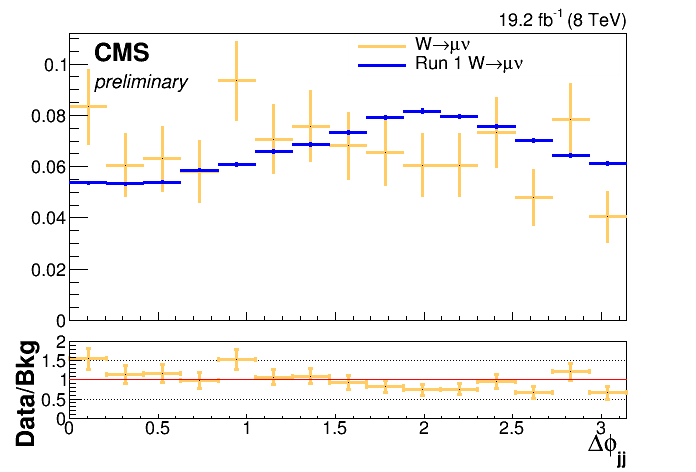 19.2 fb⁻¹ (8 TeV)
CMS
preliminary
W→μν
Run 1 W→μν
0.1
0.08
0.06
0.04
0.02
0
Data/Bkg
2
1.5
1
0.5
0
0 0.5 1 1.5 2 2.5 3
Δϕjj